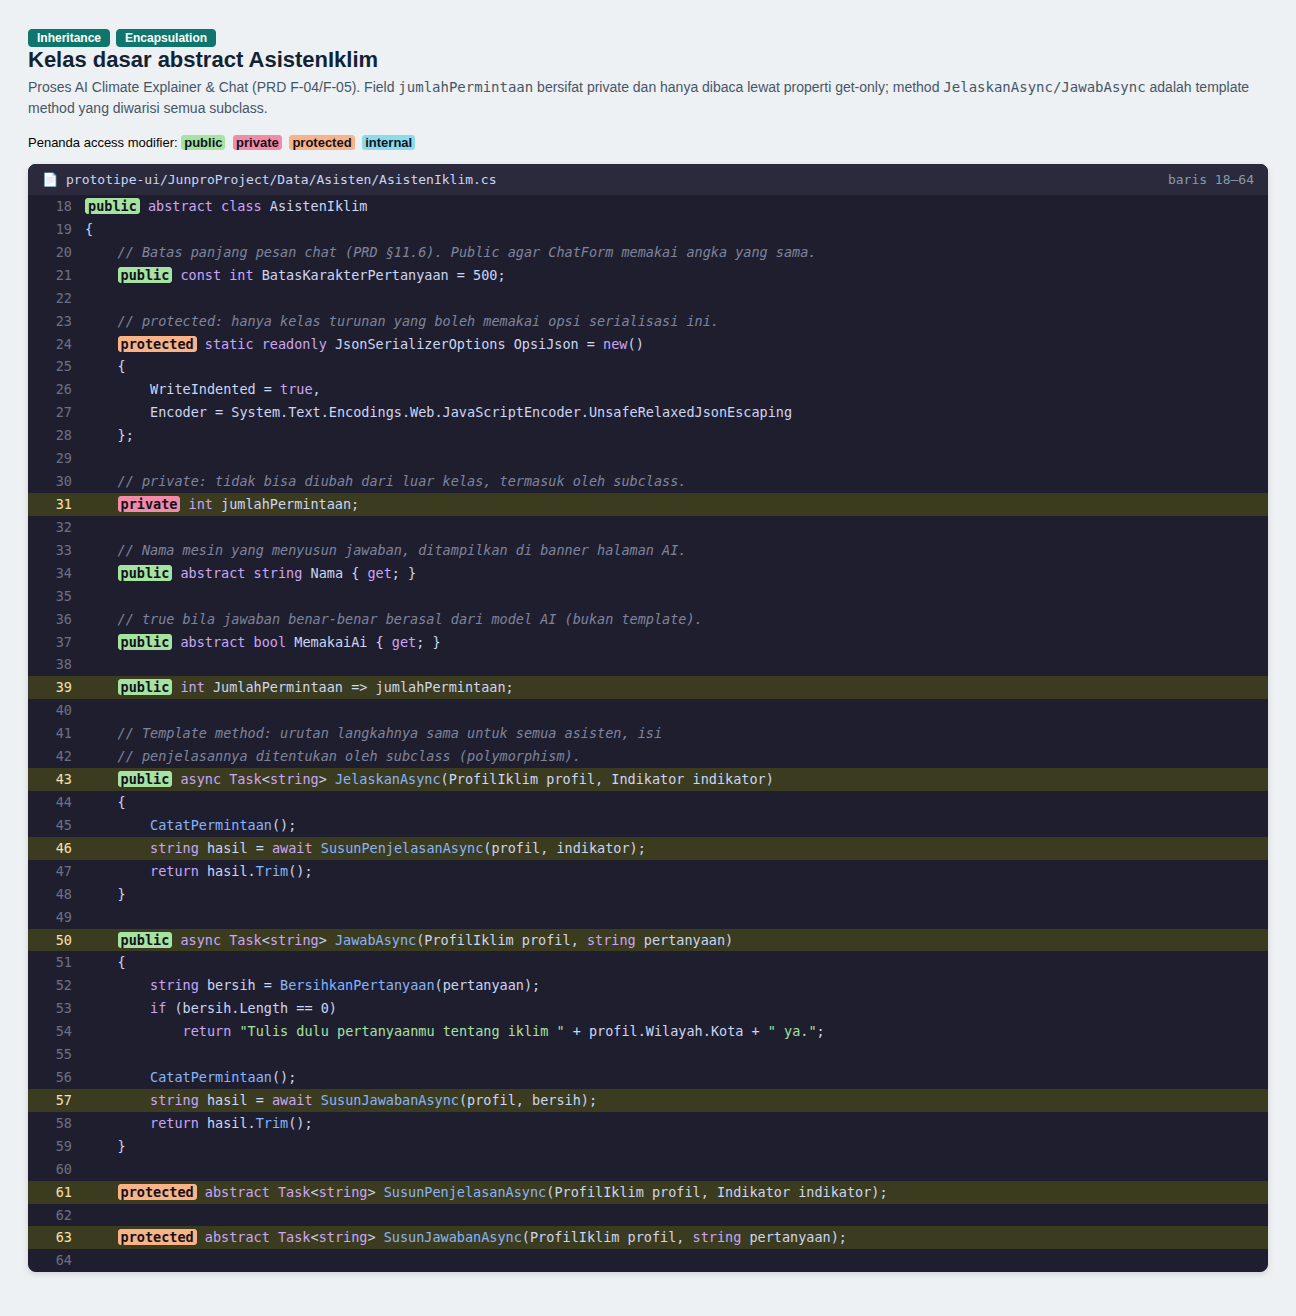 Inheritance Encapsulation
Kelas dasar abstract AsistenIklim
Proses AI Climate Explainer & Chat (PRD F-04/F-05). Field jumlahPermintaan bersifat private dan hanya dibaca lewat properti get-only; method JelaskanAsync/JawabAsync adalah template
method yang diwarisi semua subclass.
Penanda access modifier: public private protected internal
prototipe-ui/JunproProject/Data/Asisten/AsistenIklim.cs baris 18–64
18 public abstract class AsistenIklim
19 {
20     // Batas panjang pesan chat (PRD §11.6). Public agar ChatForm memakai angka yang sama.
21     public const int BatasKarakterPertanyaan = 500;
22
23     // protected: hanya kelas turunan yang boleh memakai opsi serialisasi ini.
24     protected static readonly JsonSerializerOptions OpsiJson = new()
25     {
26         WriteIndented = true,
27         Encoder = System.Text.Encodings.Web.JavaScriptEncoder.UnsafeRelaxedJsonEscaping
28     };
29
30     // private: tidak bisa diubah dari luar kelas, termasuk oleh subclass.
31     private int jumlahPermintaan;
32
33     // Nama mesin yang menyusun jawaban, ditampilkan di banner halaman AI.
34     public abstract string Nama { get; }
35
36     // true bila jawaban benar-benar berasal dari model AI (bukan template).
37     public abstract bool MemakaiAi { get; }
38
39     public int JumlahPermintaan => jumlahPermintaan;
40
41     // Template method: urutan langkahnya sama untuk semua asisten, isi
42     // penjelasannya ditentukan oleh subclass (polymorphism).
43     public async Task<string> JelaskanAsync(ProfilIklim profil, Indikator indikator)
44     {
45         CatatPermintaan();
46         string hasil = await SusunPenjelasanAsync(profil, indikator);
47         return hasil.Trim();
48     }
49
50     public async Task<string> JawabAsync(ProfilIklim profil, string pertanyaan)
51     {
52         string bersih = BersihkanPertanyaan(pertanyaan);
53         if (bersih.Length == 0)
54             return "Tulis dulu pertanyaanmu tentang iklim " + profil.Wilayah.Kota + " ya.";
55
56         CatatPermintaan();
57         string hasil = await SusunJawabanAsync(profil, bersih);
58         return hasil.Trim();
59     }
60
61     protected abstract Task<string> SusunPenjelasanAsync(ProfilIklim profil, Indikator indikator);
62
63     protected abstract Task<string> SusunJawabanAsync(ProfilIklim profil, string pertanyaan);
64